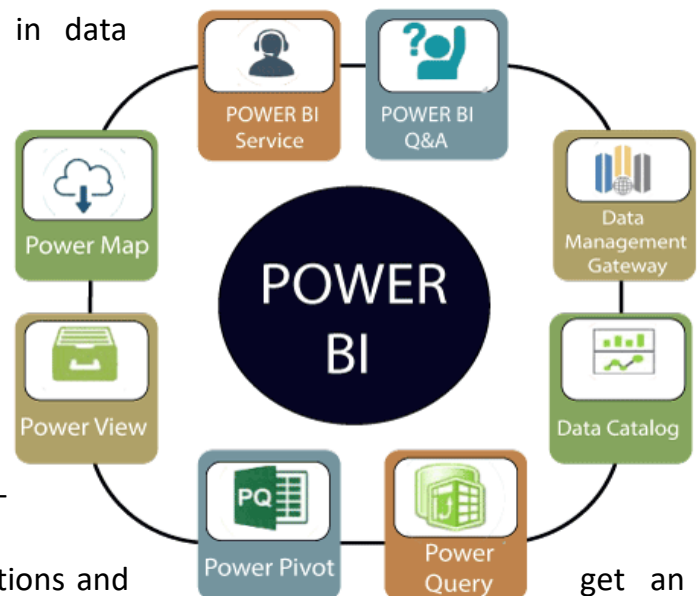 in data
POWER BI
Service
POWER BI
Q&A
Power Map
Data
Management
Gateway
POWER
BI
Power View
Data Catalog
PQ
Power Pivot
Power
Query
and
get an